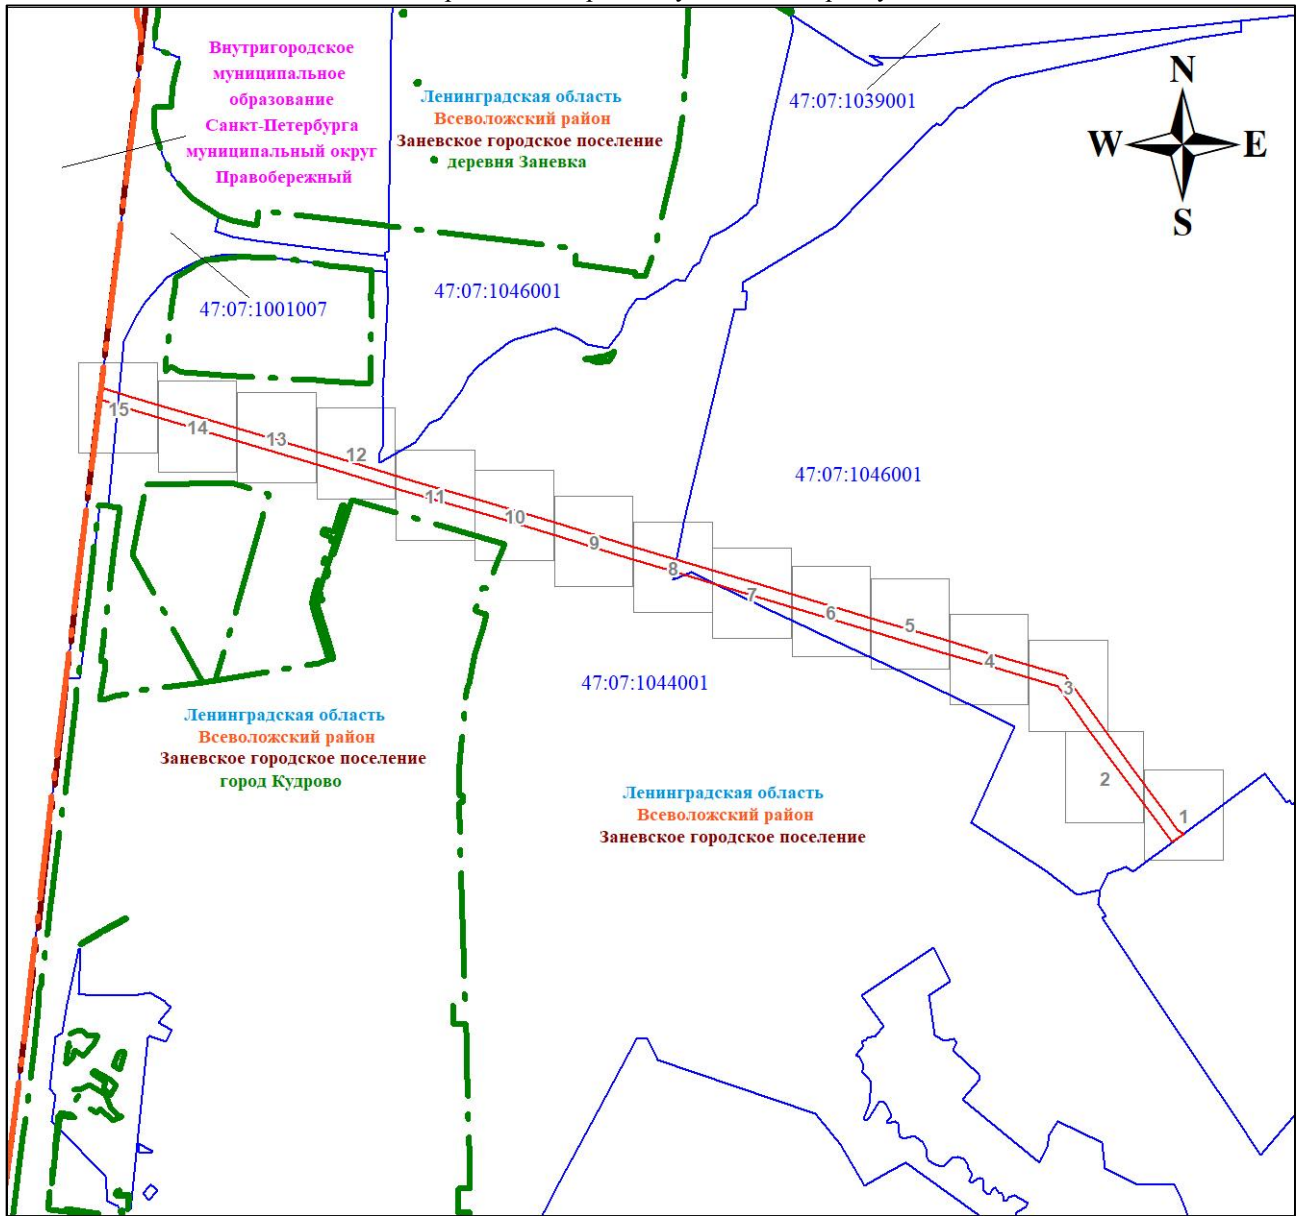 Внутригородское
муниципальное
образование
Санкт-Петербурга
муниципальный округ
Правобережный
Ленинградская область
Всеволожский район
Заневское городское поселение
деревня Заневка
47:07:1039001
N
W
E
S
47:07:1001007
47:07:1046001
15
14
13
12
11
10
9
8
7
6
5
4
3
2
1
47:07:1046001
47:07:1044001
Ленинградская область
Всеволожский район
Заневское городское поселение
город Кудрово
Ленинградская область
Всеволожский район
Заневское городское поселение